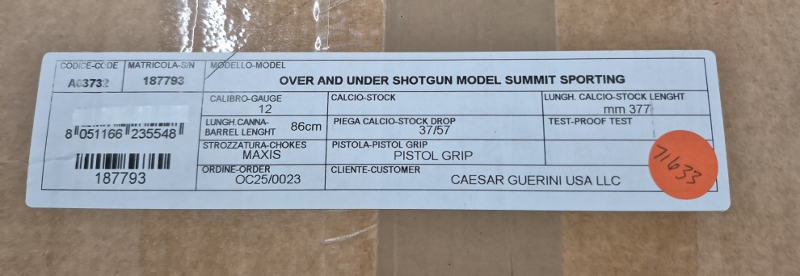 CODICE-CODE
A03732
MATRICOLA-S/N
187793
MODELLO-MODEL
OVER AND UNDER SHOTGUN MODEL SUMMIT SPORTING
8 051166 235548
187793
CALIBRO-GAUGE
12
CALCIO-STOCK
LUNGH. CALCIO-STOCK LENGHT
mm 377
LUNGH.CANNA-
BARREL LENGHT 86cm
PIEGA CALCIO-STOCK DROP
37/57
TEST-PROOF TEST
STROZZATURA-CHOKES
MAXIS
PISTOLA-PISTOL GRIP
PISTOL GRIP
ORDINE-ORDER
OC25/0023
CLIENTE-CUSTOMER
CAESAR GUERINI USA LLC
71633